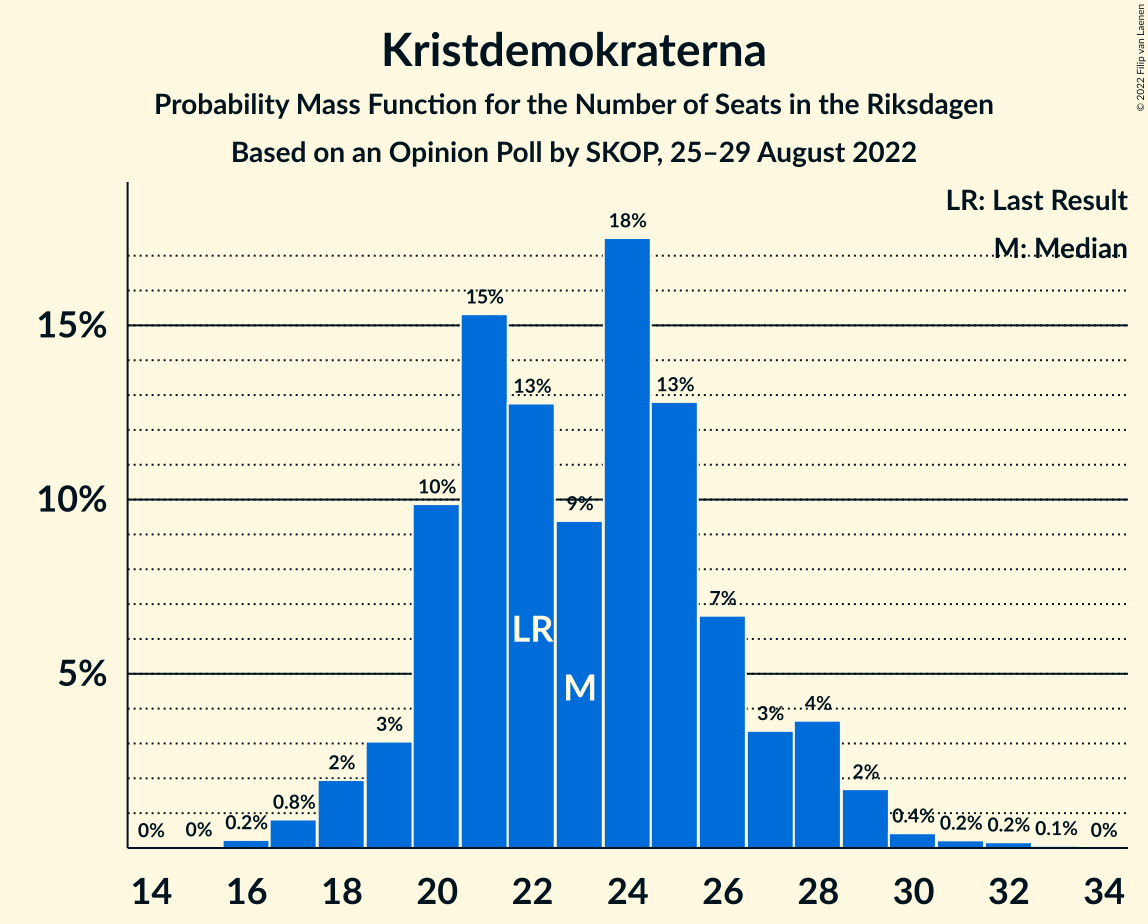 Kristdemokraterna
Probability Mass Function for the Number of Seats in the Riksdagen
Based on an Opinion Poll by SKOP, 25–29 August 2022
© 2022 Filip van Laenen
LR: Last Result
M: Median
15%
10%
5%
0%
0%
0.2%
0.8%
2%
3%
10%
15%
13%
9%
18%
13%
7%
3%
4%
2%
0.4%
0.2%
0.2%
0.1%
0%
LR
M
14 16 18 20 22 24 26 28 30 32 34